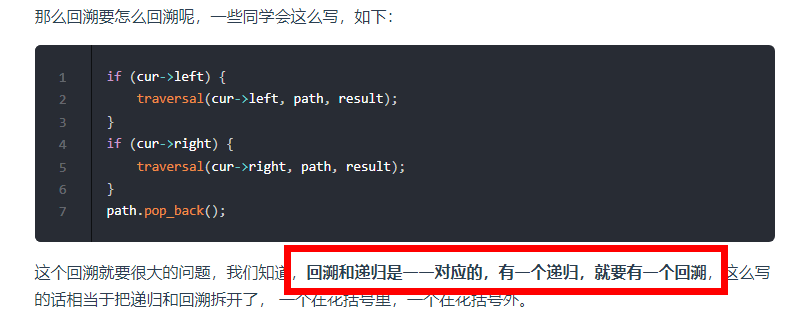 那么回溯要怎么回溯呢，一些同学会这么写，如下：
1 if (cur->left) {
2     traversal(cur->left, path, result);
3 }
4 if (cur->right) {
5     traversal(cur->right, path, result);
6 }
7 path.pop_back();
这个回溯就要很大的问题，我们知道，回溯和递归是一一对应的，有一个递归，就要有一个回溯，这么写
的话相当于把递归和回溯拆开了， 一个在花括号里，一个在花括号外。